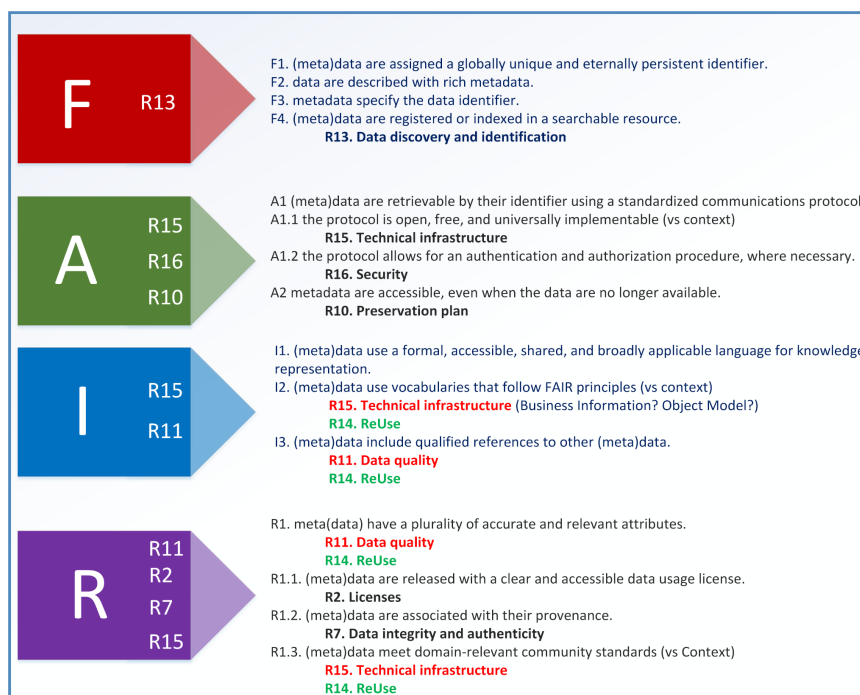 F
R13
F1. (meta)data are assigned a globally unique and eternally persistent identifier.
F2. data are described with rich metadata.
F3. metadata specify the data identifier.
F4. (meta)data are registered or indexed in a searchable resource.
R13. Data discovery and identification
A
R15
R16
R10
A1 (meta)data are retrievable by their identifier using a standardized communications protocol
A1.1 the protocol is open, free, and universally implementable (vs context)
R15. Technical infrastructure
A1.2 the protocol allows for an authentication and authorization procedure, where necessary.
R16. Security
A2 metadata are accessible, even when the data are no longer available.
R10. Preservation plan
I
R15
R11
I1. (meta)data use a formal, accessible, shared, and broadly applicable language for knowledge
representation.
I2. (meta)data use vocabularies that follow FAIR principles (vs context)
R15. Technical infrastructure (Business Information? Object Model?)
R14. ReUse
I3. (meta)data include qualified references to other (meta)data.
R11. Data quality
R14. ReUse
R
R11
R2
R7
R15
R1. meta(data) have a plurality of accurate and relevant attributes.
R11. Data quality
R14. ReUse
R1.1. (meta)data are released with a clear and accessible data usage license.
R2. Licenses
R1.2. (meta)data are associated with their provenance.
R7. Data integrity and authenticity
R1.3. (meta)data meet domain-relevant community standards (vs Context)
R15. Technical infrastructure
R14. ReUse